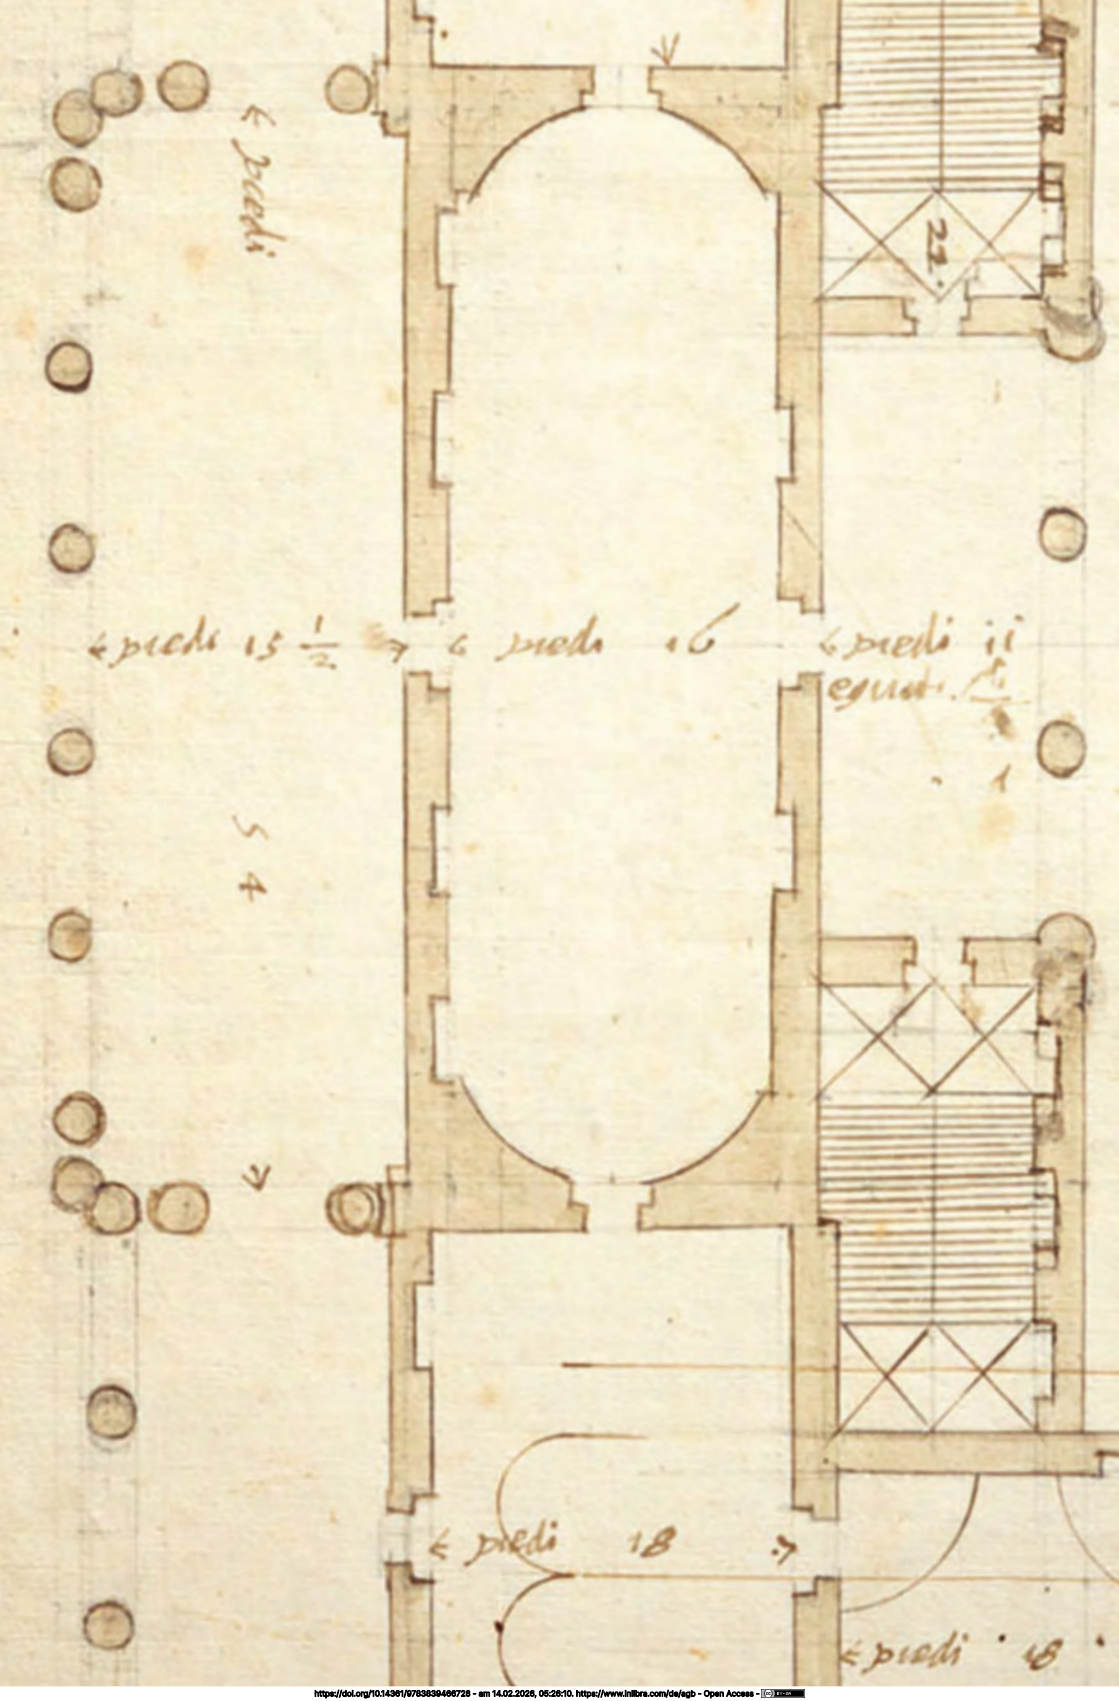 piedi
22.
piedi 15 1/2
piedi 16
piedi 11
54
piedi 18
piedi 18
https://doi.org/10.14361/9783839466728 - am 14.02.2026, 05:26:10. https://www.inlibra.com/de/agb - Open Access -